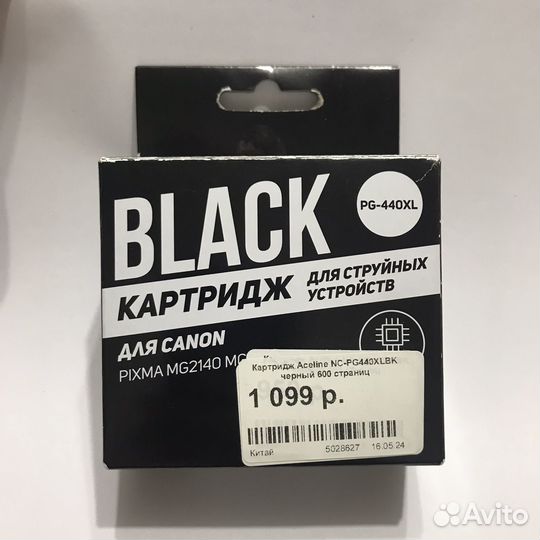 BLACK
PG-440XL
КАРТРИДЖ
ДЛЯ СТРУЙНЫХ
УСТРОЙСТВ
ДЛЯ CANON
PIXMA MG2140
Картридж Aceline NC-PG440XLBK
черный 600 страниц
1 099 р.
Китай 5028627 16.05.24
Avito